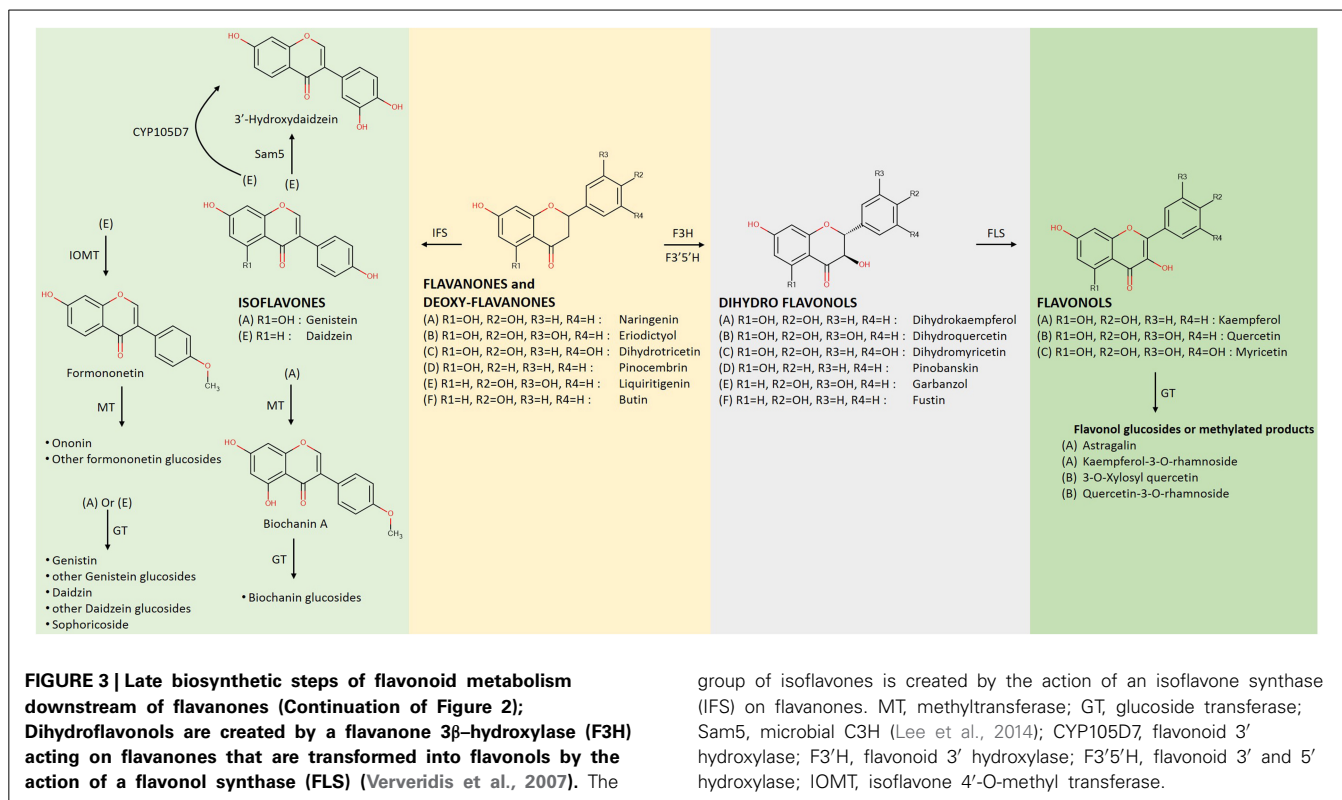 HO
O
O
OH
OH
3′-Hydroxydaidzein
CYP105D7
Sam5
(E)
(E)
HO
O
R1
O
OH
ISOFLAVONES
(A) R1=OH : Genistein
(E) R1=H : Daidzein
(E)
IOMT
HO
O
O
O
CH3
Formononetin
MT
• Ononin
• Other formononetin glucosides
(A) Or (E)
GT
• Genistin
• other Genistein glucosides
• Daidzin
• other Daidzein glucosides
• Sophoricoside
(A)
MT
HO
O
OH
O
O
CH3
Biochanin A
GT
• Biochanin glucosides
IFS
R3
R2
R4
HO
O
R1
O
FLAVANONES and
DEOXY-FLAVANONES
(A) R1=OH, R2=OH, R3=H, R4=H : Naringenin
(B) R1=OH, R2=OH, R3=OH, R4=H : Eriodictyol
(C) R1=OH, R2=OH, R3=H, R4=OH : Dihydrotricetin
(D) R1=OH, R2=H, R3=H, R4=H : Pinocembrin
(E) R1=H, R2=OH, R3=OH, R4=H : Liquiritigenin
(F) R1=H, R2=OH, R3=H, R4=H : Butin
F3H
F3′5′H
R3
R2
R4
HO
O
R1
O
OH
DIHYDRO FLAVONOLS
(A) R1=OH, R2=OH, R3=H, R4=H : Dihydrokaempferol
(B) R1=OH, R2=OH, R3=OH, R4=H : Dihydroquercetin
(C) R1=OH, R2=OH, R3=H, R4=OH : Dihydromyricetin
(D) R1=OH, R2=H, R3=H, R4=H : Pinobanskin
(E) R1=H, R2=OH, R3=OH, R4=H : Garbanzol
(F) R1=H, R2=OH, R3=H, R4=H : Fustin
FLS
R3
R2
R4
HO
O
R1
O
OH
FLAVONOLS
(A) R1=OH, R2=OH, R3=H, R4=H : Kaempferol
(B) R1=OH, R2=OH, R3=OH, R4=H : Quercetin
(C) R1=OH, R2=OH, R3=OH, R4=OH : Myricetin
GT
Flavonol glucosides or methylated products
(A) Astragalin
(A) Kaempferol-3-O-rhamnoside
(B) 3-O-Xylosyl quercetin
(B) Quercetin-3-O-rhamnoside
FIGURE 3 | Late biosynthetic steps of flavonoid metabolism
downstream of flavanones (Continuation of Figure 2);
Dihydroflavonols are created by a flavanone 3β–hydroxylase (F3H)
acting on flavanones that are transformed into flavonols by the
action of a flavonol synthase (FLS) (Ververidis et al., 2007). The
group of isoflavones is created by the action of an isoflavone synthase
(IFS) on flavanones. MT, methyltransferase; GT, glucoside transferase;
Sam5, microbial C3H (Lee et al., 2014); CYP105D7, flavonoid 3′
hydroxylase; F3′H, flavonoid 3′ hydroxylase; F3′5′H, flavonoid 3′ and 5′
hydroxylase; IOMT, isoflavone 4′-O-methyl transferase.